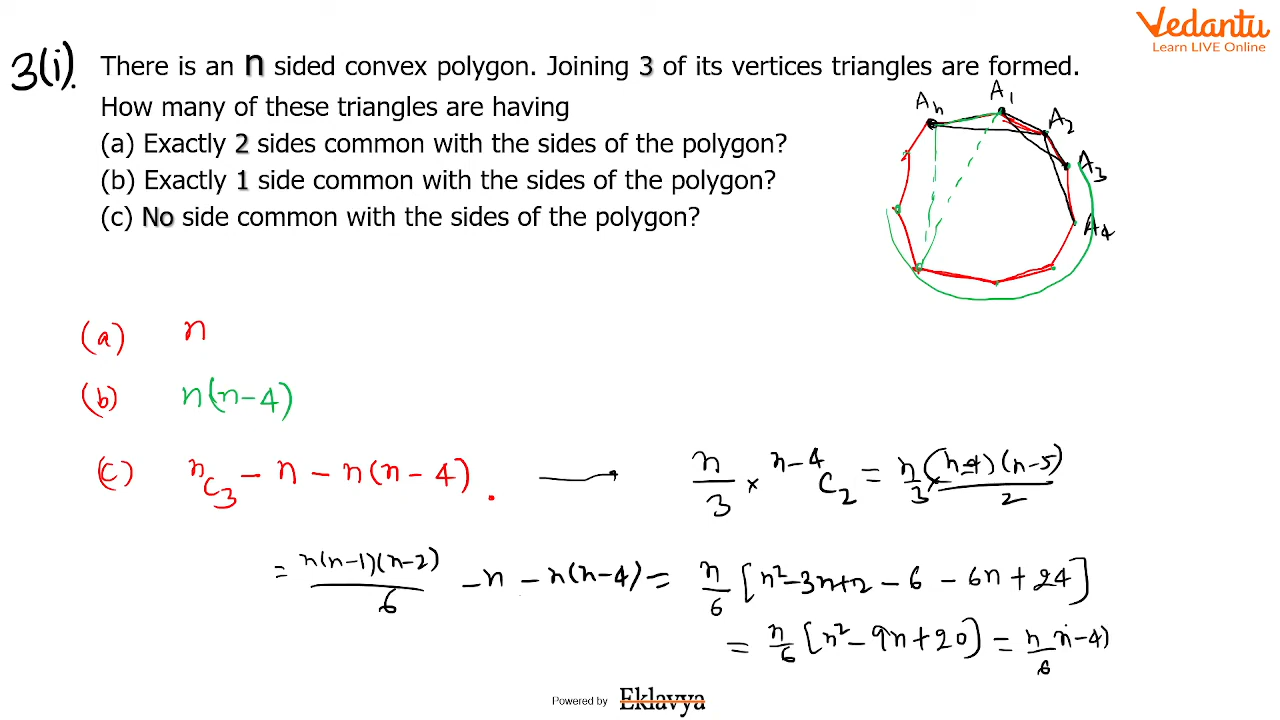 Vedantu
Learn LIVE Online
3(i). There is an n sided convex polygon. Joining 3 of its vertices triangles are formed.
How many of these triangles are having
(a) Exactly 2 sides common with the sides of the polygon?
(b) Exactly 1 side common with the sides of the polygon?
(c) No side common with the sides of the polygon?
Aₙ A₁ A₂ A₃ A₄
(a) n
(b) n(n-4)
(c) ⁿC₃ - n - n(n-4). ⟶ n/3 × ⁿ⁻⁴C₂ = n/3 × (n-4)(n-5)/2
= n(n-1)(n-2)/6 - n - n(n-4) = n/6 [n²-3n+2 - 6 - 6n + 24]
= n/6 [n² - 9n + 20] = n/6 (n-4)
Powered by Eklavya